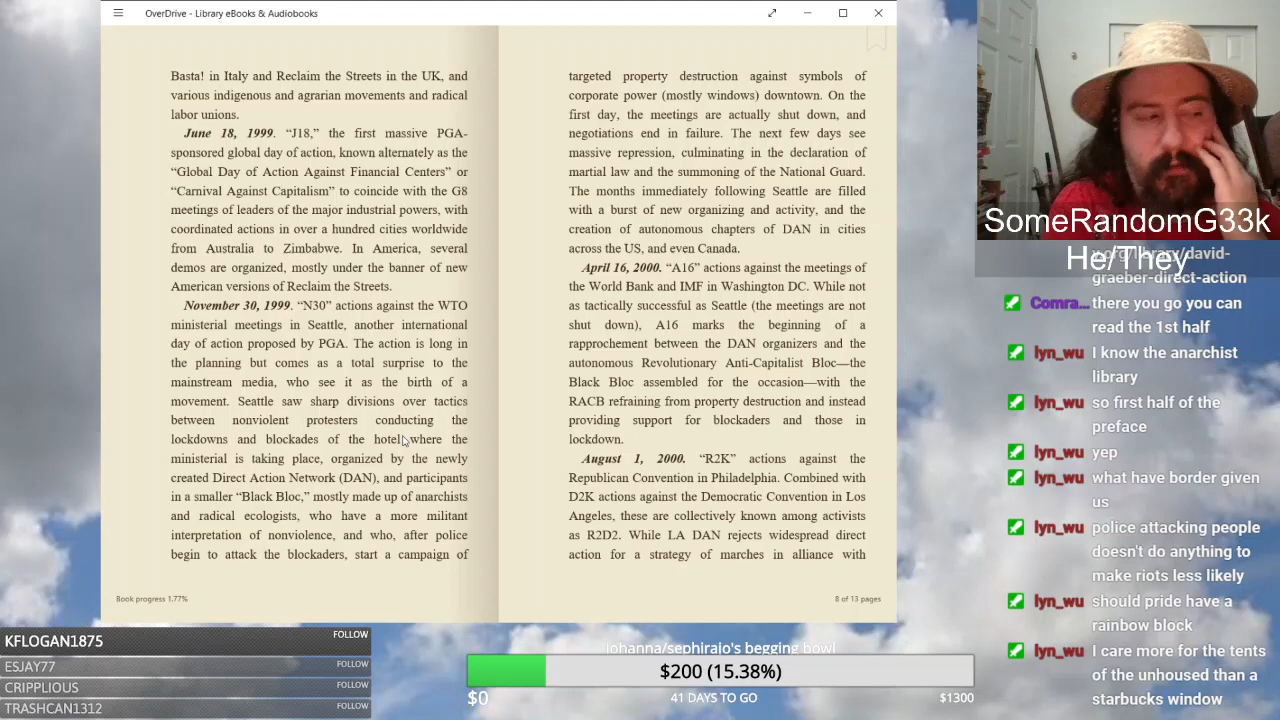 OverDrive - Library eBooks & Audiobooks
Basta! in Italy and Reclaim the Streets in the UK, and
various indigenous and agrarian movements and radical
labor unions.
June 18, 1999. “J18,” the first massive PGA-
sponsored global day of action, known alternately as the
“Global Day of Action Against Financial Centers” or
“Carnival Against Capitalism” to coincide with the G8
meetings of leaders of the major industrial powers, with
coordinated actions in over a hundred cities worldwide
from Australia to Zimbabwe. In America, several
demos are organized, mostly under the banner of new
American versions of Reclaim the Streets.
November 30, 1999. “N30” actions against the WTO
ministerial meetings in Seattle, another international
day of action proposed by PGA. The action is long in
the planning but comes as a total surprise to the
mainstream media, who see it as the birth of a
movement. Seattle saw sharp divisions over tactics
between nonviolent protesters conducting the
lockdowns and blockades of the hotel where the
ministerial is taking place, organized by the newly
created Direct Action Network (DAN), and participants
in a smaller “Black Bloc,” mostly made up of anarchists
and radical ecologists, who have a more militant
interpretation of nonviolence, and who, after police
begin to attack the blockaders, start a campaign of
Book progress 1.77%
targeted property destruction against symbols of
corporate power (mostly windows) downtown. On the
first day, the meetings are actually shut down, and
negotiations end in failure. The next few days see
massive repression, culminating in the declaration of
martial law and the summoning of the National Guard.
The months immediately following Seattle are filled
with a burst of new organizing and activity, and the
creation of autonomous chapters of DAN in cities
across the US, and even Canada.
April 16, 2000. “A16” actions against the meetings of
the World Bank and IMF in Washington DC. While not
as tactically successful as Seattle (the meetings are not
shut down), A16 marks the beginning of a
rapprochement between the DAN organizers and the
autonomous Revolutionary Anti-Capitalist Bloc—the
Black Bloc assembled for the occasion—with the
RACB refraining from property destruction and instead
providing support for blockaders and those in
lockdown.
August 1, 2000. “R2K” actions against the
Republican Convention in Philadelphia. Combined with
D2K actions against the Democratic Convention in Los
Angeles, these are collectively known among activists
as R2D2. While LA DAN rejects widespread direct
action for a strategy of marches in alliance with
8 of 13 pages
SomeRandomG33k
He/They
y.org/library/david-
graeber-direct-action
Comra... there you go you can
read the 1st half
lyn_wu I know the anarchist
library
lyn_wu so first half of the
preface
lyn_wu yep
lyn_wu what have border given
us
lyn_wu police attacking people
doesn't do anything to
make riots less likely
lyn_wu should pride have a
rainbow block
lyn_wu I care more for the tents
of the unhoused than a
starbucks window
KFLOGAN1875 FOLLOW
ESJAY77 FOLLOW
CRIPPLIOUS FOLLOW
TRASHCAN1312 FOLLOW
Johanna/sephiraio's begging bowl
$200 (15.38%)
$0 41 DAYS TO GO $1300